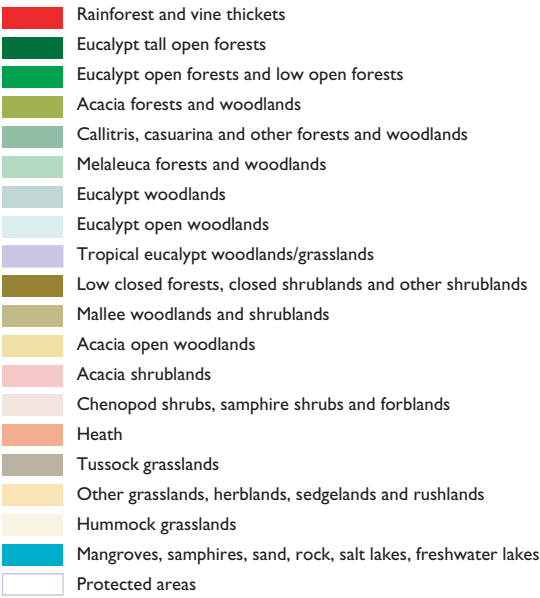 Rainforest and vine thickets
Eucalypt tall open forests
Eucalypt open forests and low open forests
Acacia forests and woodlands
Callitris, casuarina and other forests and woodlands
Melaleuca forests and woodlands
Eucalypt woodlands
Eucalypt open woodlands
Tropical eucalypt woodlands/grasslands
Low closed forests, closed shrublands and other shrublands
Mallee woodlands and shrublands
Acacia open woodlands
Acacia shrublands
Chenopod shrubs, samphire shrubs and forblands
Heath
Tussock grasslands
Other grasslands, herblands, sedgelands and rushlands
Hummock grasslands
Mangroves, samphires, sand, rock, salt lakes, freshwater lakes
Protected areas